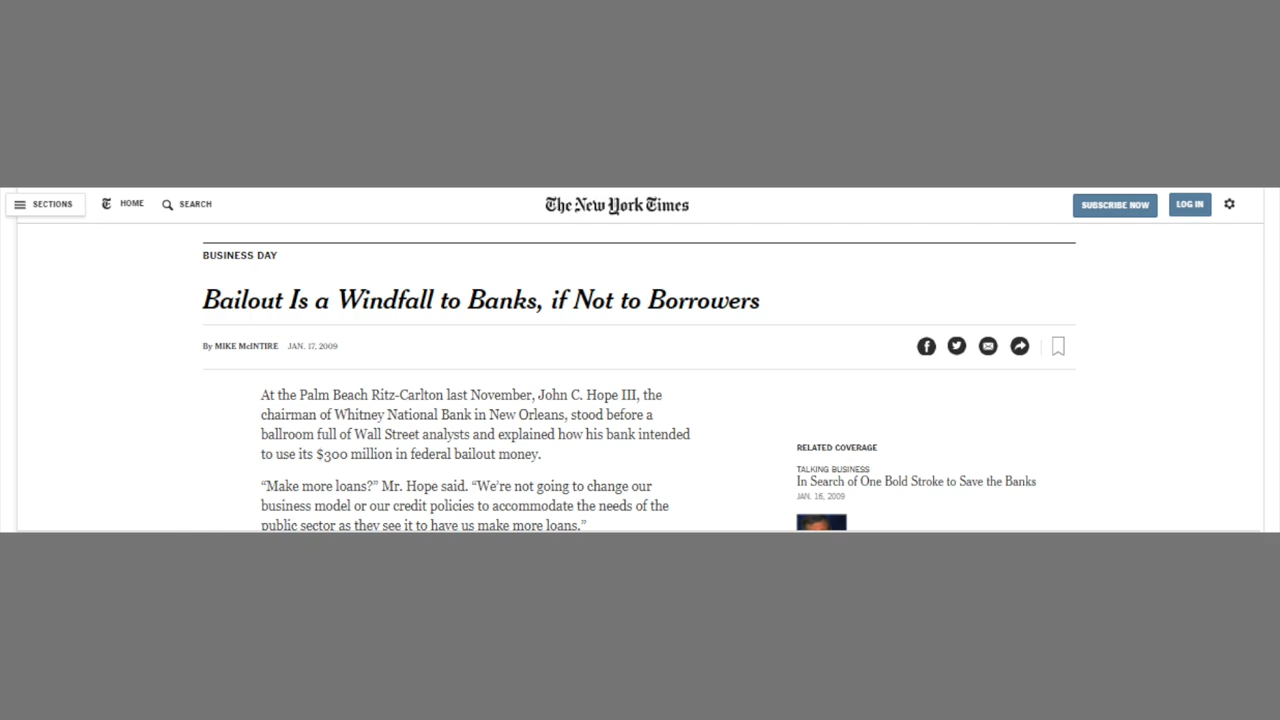 SECTIONS HOME SEARCH The New York Times SUBSCRIBE NOW LOG IN
BUSINESS DAY
Bailout Is a Windfall to Banks, if Not to Borrowers
By MIKE McINTIRE JAN. 17, 2009
At the Palm Beach Ritz-Carlton last November, John C. Hope III, the
chairman of Whitney National Bank in New Orleans, stood before a
ballroom full of Wall Street analysts and explained how his bank intended
to use its $300 million in federal bailout money.
“Make more loans?” Mr. Hope said. “We’re not going to change our
business model or our credit policies to accommodate the needs of the
public sector as they see it to have us make more loans.”
RELATED COVERAGE
TALKING BUSINESS
In Search of One Bold Stroke to Save the Banks
JAN. 16, 2009